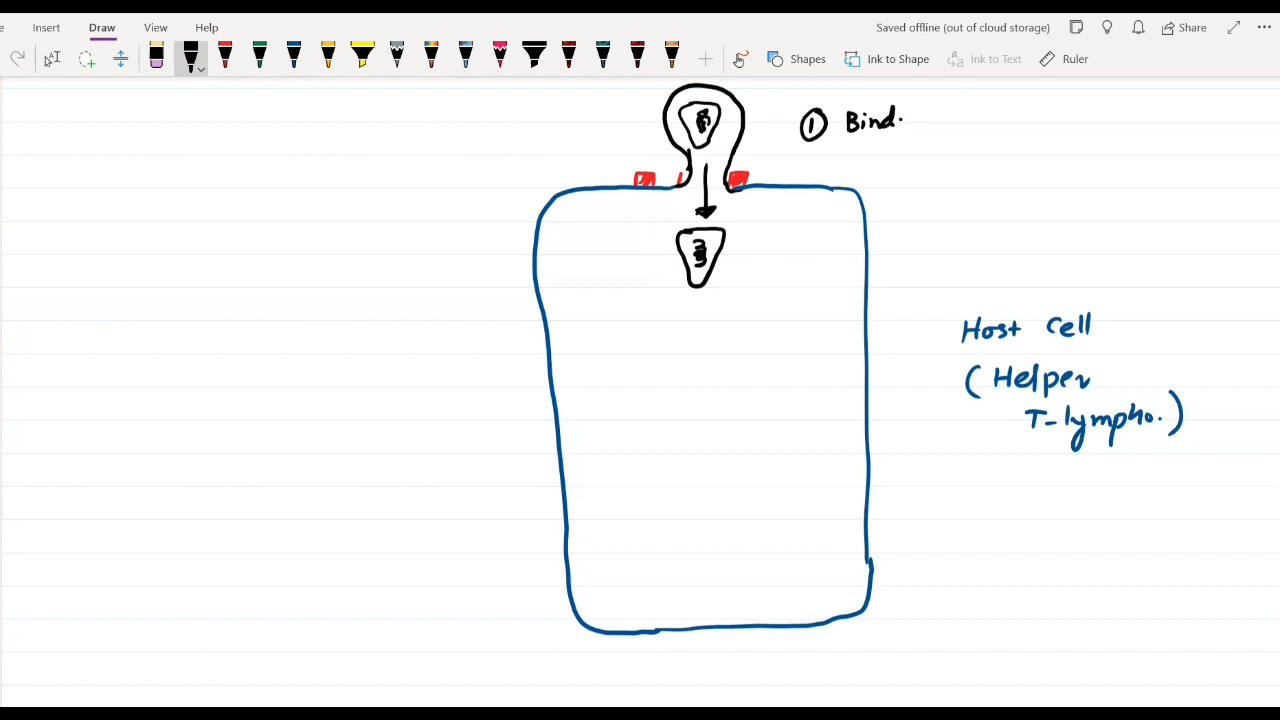 Insert Draw View Help Saved offline (out of cloud storage) Share
Shapes Ink to Shape Ink to Text Ruler
① Bind.
Host Cell
(Helper
T-lympho.)